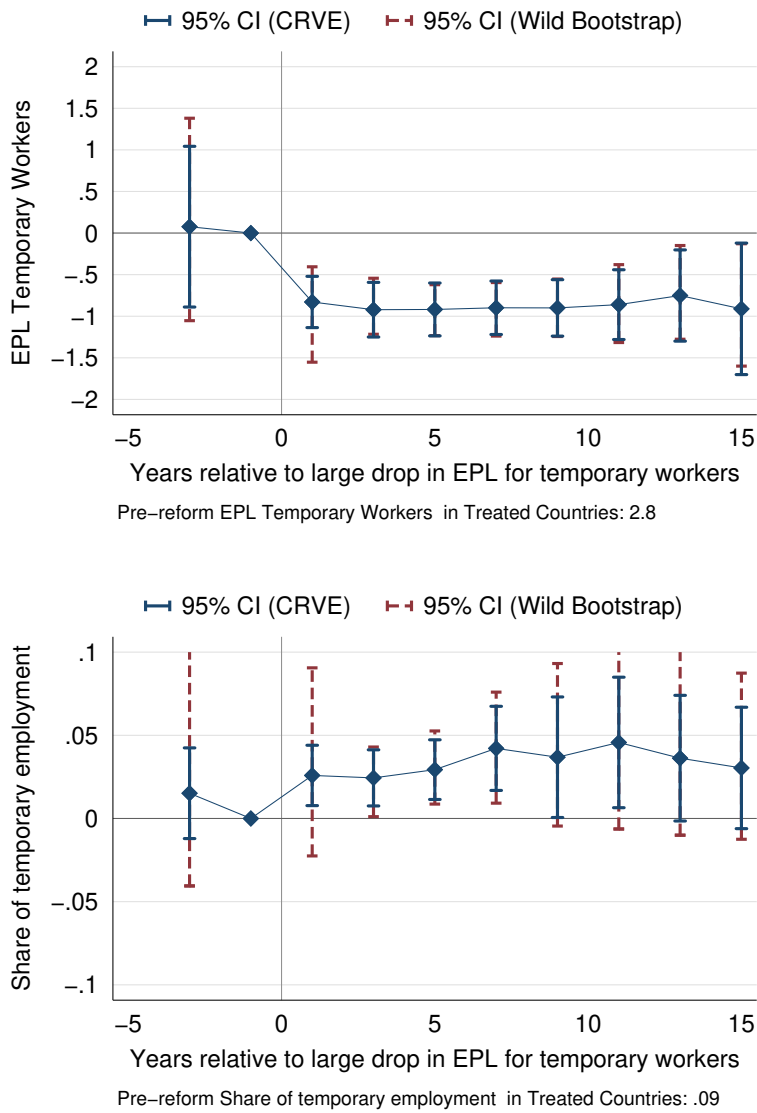 95% CI (CRVE) 95% CI (Wild Bootstrap)
EPL Temporary Workers
2
1.5
1
.5
0
−.5
−1
−1.5
−2
−5 0 5 10 15
Years relative to large drop in EPL for temporary workers
Pre−reform EPL Temporary Workers in Treated Countries: 2.8
95% CI (CRVE) 95% CI (Wild Bootstrap)
Share of temporary employment
.1
.05
0
−.05
−.1
−5 0 5 10 15
Years relative to large drop in EPL for temporary workers
Pre−reform Share of temporary employment in Treated Countries: .09